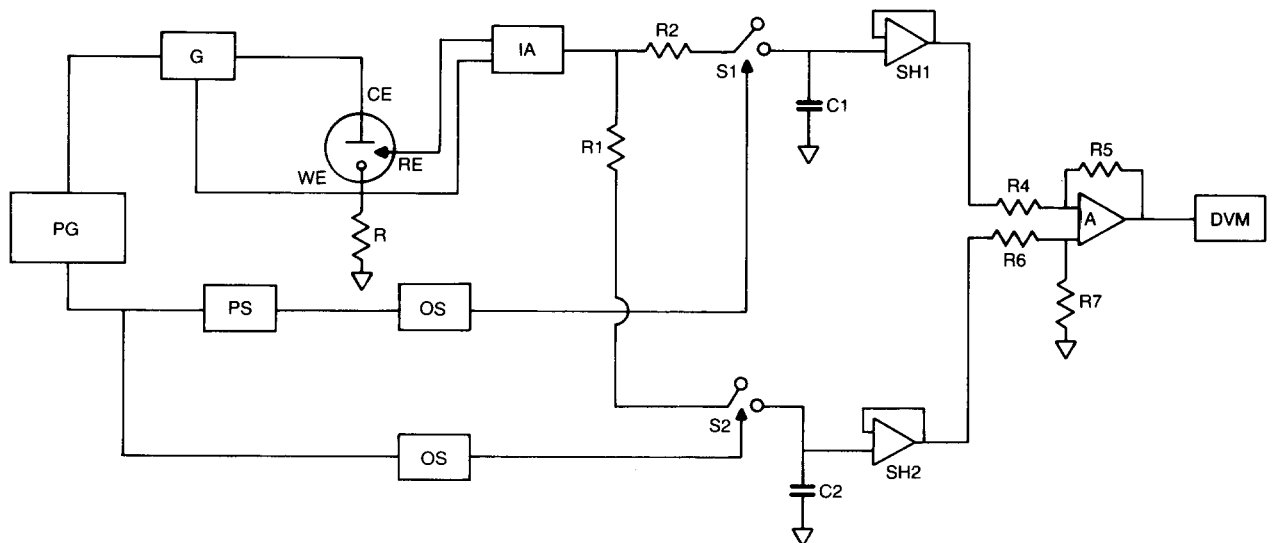 G
CE
WE
RE
R
PG
PS
OS
OS
IA
R2
S1
C1
SH1
R1
R4
R5
A
R6
R7
DVM
S2
C2
SH2